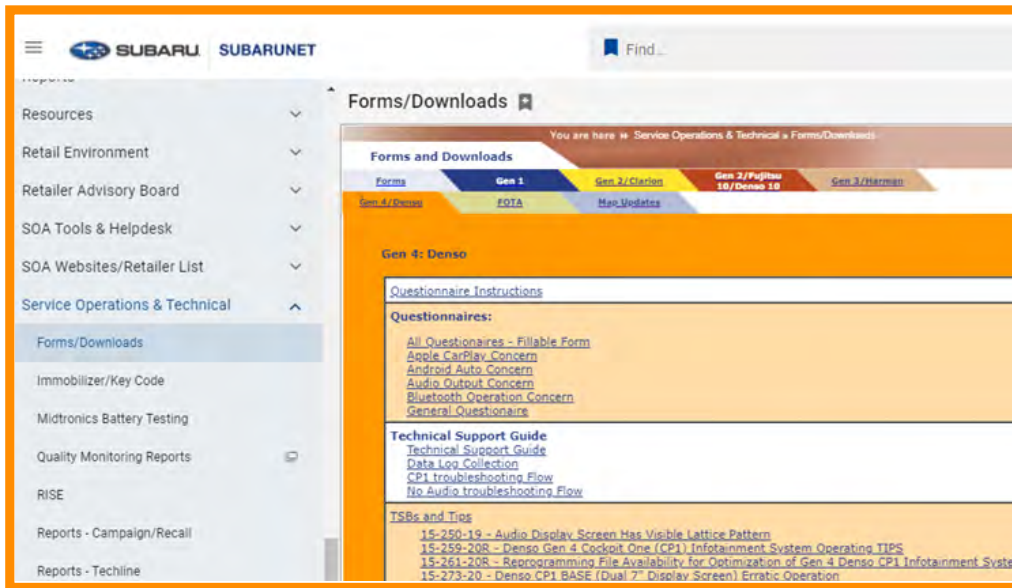 SUBARU SUBARUNET
Find...
Reports
Resources
Retail Environment
Retailer Advisory Board
SOA Tools & Helpdesk
SOA Websites/Retailer List
Service Operations & Technical
Forms/Downloads
Immobilizer/Key Code
Midtronics Battery Testing
Quality Monitoring Reports
RISE
Reports - Campaign/Recall
Reports - Techline
Forms/Downloads
You are here » Service Operations & Technical » Forms/Downloads
Forms and Downloads
Forms
Gen 1
Gen 2/Clarion
Gen 2/Fujitsu
10/Denso 10
Gen 3/Harman
Gen 4/Denso
FOTA
Map Updates
Gen 4: Denso
Questionnaire Instructions
Questionnaires:
All Questionaires - Fillable Form
Apple CarPlay Concern
Android Auto Concern
Audio Output Concern
Bluetooth Operation Concern
General Questionaire
Technical Support Guide
Technical Support Guide
Data Log Collection
CP1 troubleshooting Flow
No Audio troubleshooting Flow
TSBs and Tips
15-250-19 - Audio Display Screen Has Visible Lattice Pattern
15-259-20R - Denso Gen 4 Cockpit One (CP1) Infotainment System Operating TIPS
15-261-20R - Reprogramming File Availability for Optimization of Gen 4 Denso CP1 Infotainment Syste
15-273-20 - Denso CP1 BASE (Dual 7" Display Screen) Erratic Operation